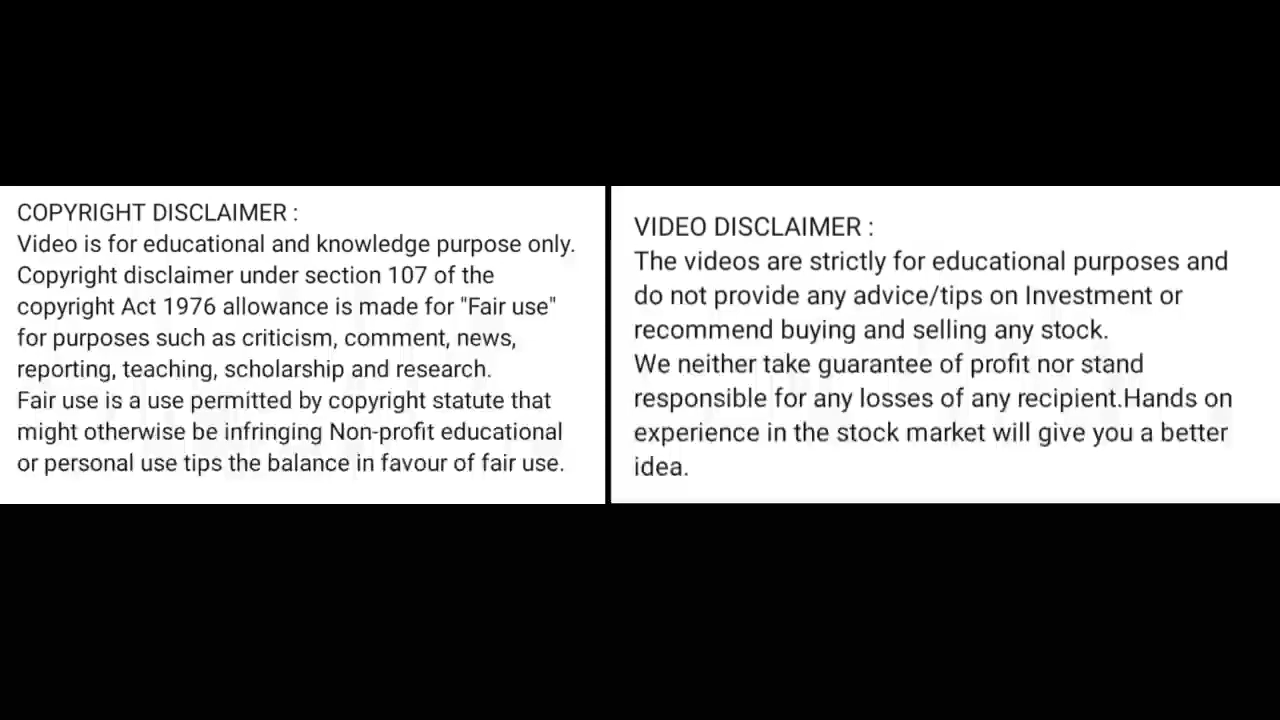 COPYRIGHT DISCLAIMER :
Video is for educational and knowledge purpose only.
Copyright disclaimer under section 107 of the
copyright Act 1976 allowance is made for "Fair use"
for purposes such as criticism, comment, news,
reporting, teaching, scholarship and research.
Fair use is a use permitted by copyright statute that
might otherwise be infringing Non-profit educational
or personal use tips the balance in favour of fair use.
VIDEO DISCLAIMER :
The videos are strictly for educational purposes and
do not provide any advice/tips on Investment or
recommend buying and selling any stock.
We neither take guarantee of profit nor stand
responsible for any losses of any recipient.Hands on
experience in the stock market will give you a better
idea.